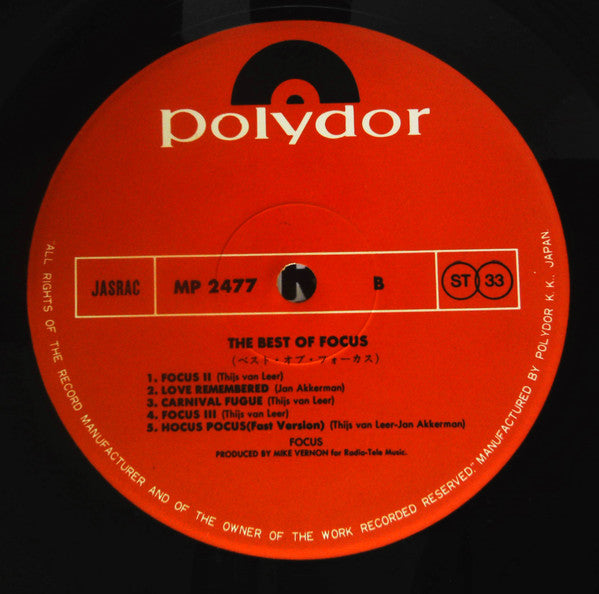 polydor
JASRAC
MP 2477
B
ST 33
THE BEST OF FOCUS
(ベスト・オブ・フォーカス)
1. FOCUS II (Thijs van Leer)
2. LOVE REMEMBERED (Jan Akkerman)
3. CARNIVAL FUGUE (Thijs van Leer)
4. FOCUS III (Thijs van Leer)
5. HOCUS POCUS(Fast Version) (Thijs van Leer-Jan Akkerman)
FOCUS
PRODUCED BY MIKE VERNON for Radio-Tele Music.
"ALL RIGHTS OF THE RECORD MANUFACTURER AND OF THE OWNER OF THE WORK RECORDED RESERVED." MANUFACTURED BY POLYDOR K.K., JAPAN.